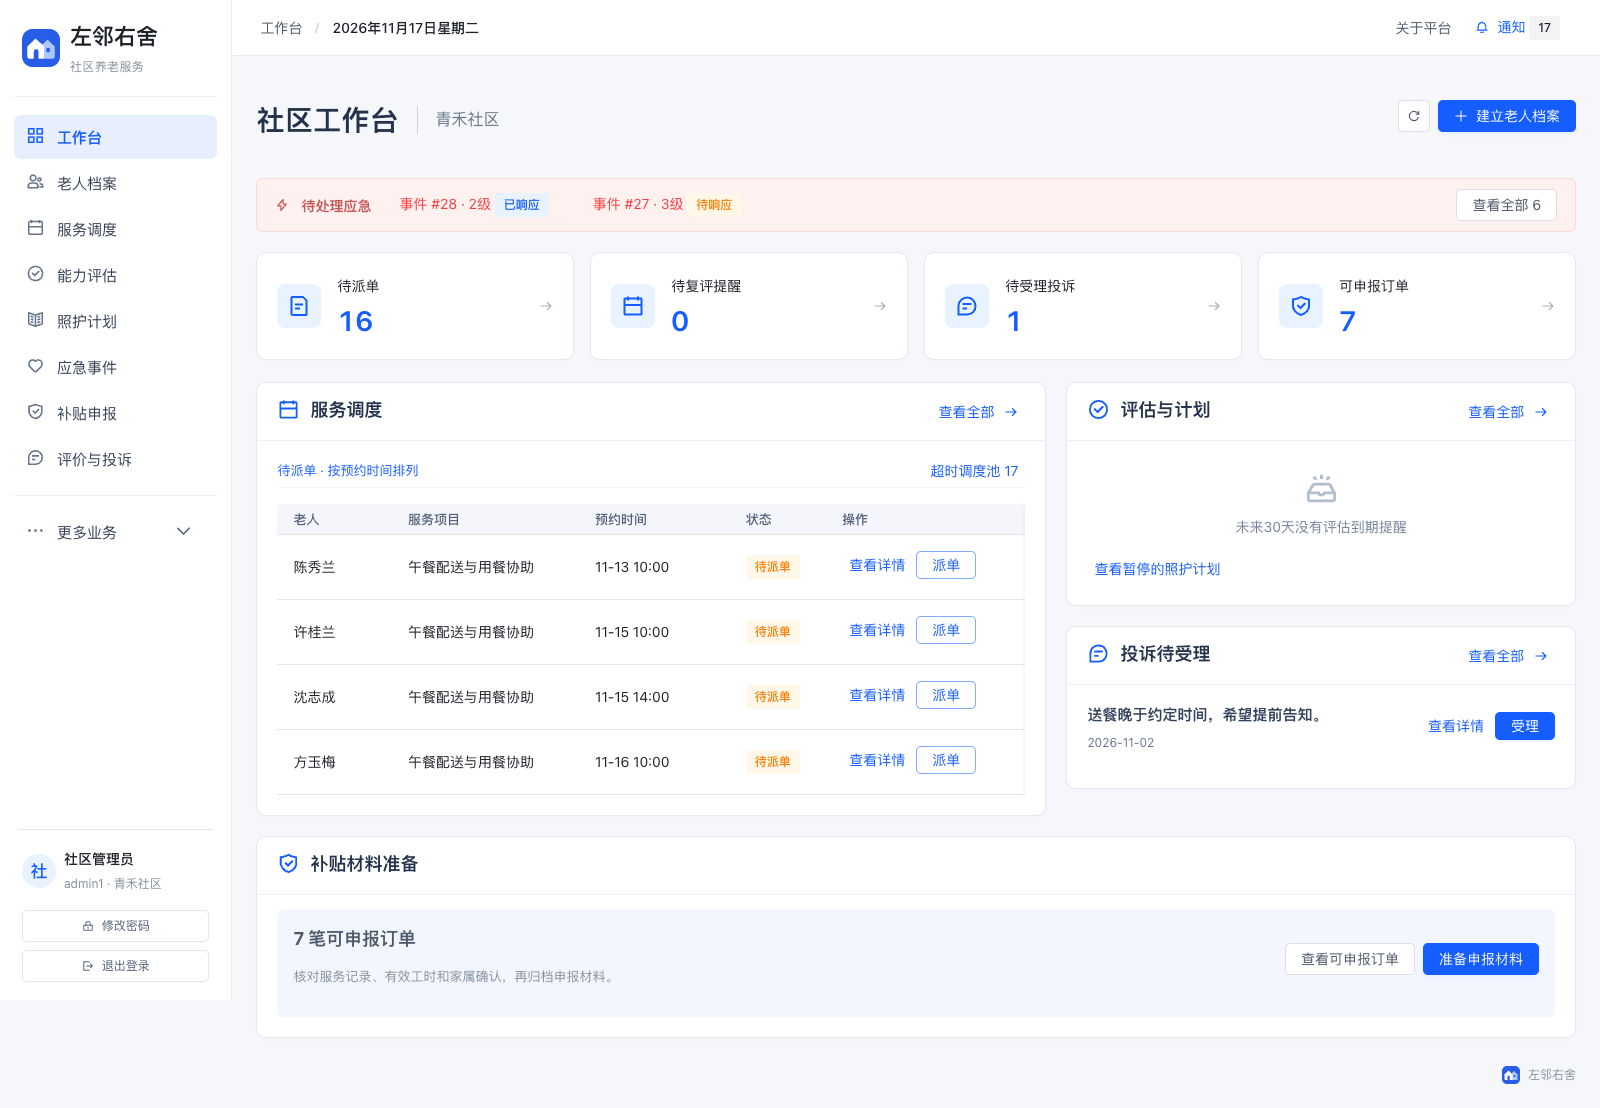 左邻右舍
社区养老服务
工作台
老人档案
服务调度
能力评估
照护计划
应急事件
补贴申报
评价与投诉
更多业务
社
社区管理员
admin1 · 青禾社区
修改密码
退出登录
工作台 / 2026年11月17日星期二
关于平台 通知 17
社区工作台 青禾社区
建立老人档案
待处理应急 事件 #28 · 2级 已响应 事件 #27 · 3级 待响应 查看全部 6
待派单
16
待复评提醒
0
待受理投诉
1
可申报订单
7
服务调度 查看全部
待派单 · 按预约时间排列 超时调度池 17
老人 服务项目 预约时间 状态 操作
陈秀兰 午餐配送与用餐协助 11-13 10:00 待派单 查看详情 派单
许桂兰 午餐配送与用餐协助 11-15 10:00 待派单 查看详情 派单
沈志成 午餐配送与用餐协助 11-15 14:00 待派单 查看详情 派单
方玉梅 午餐配送与用餐协助 11-16 10:00 待派单 查看详情 派单
评估与计划 查看全部
未来30天没有评估到期提醒
查看暂停的照护计划
投诉待受理 查看全部
送餐晚于约定时间，希望提前告知。
2026-11-02
查看详情 受理
补贴材料准备
7 笔可申报订单
核对服务记录、有效工时和家属确认，再归档申报材料。
查看可申报订单 准备申报材料
左邻右舍